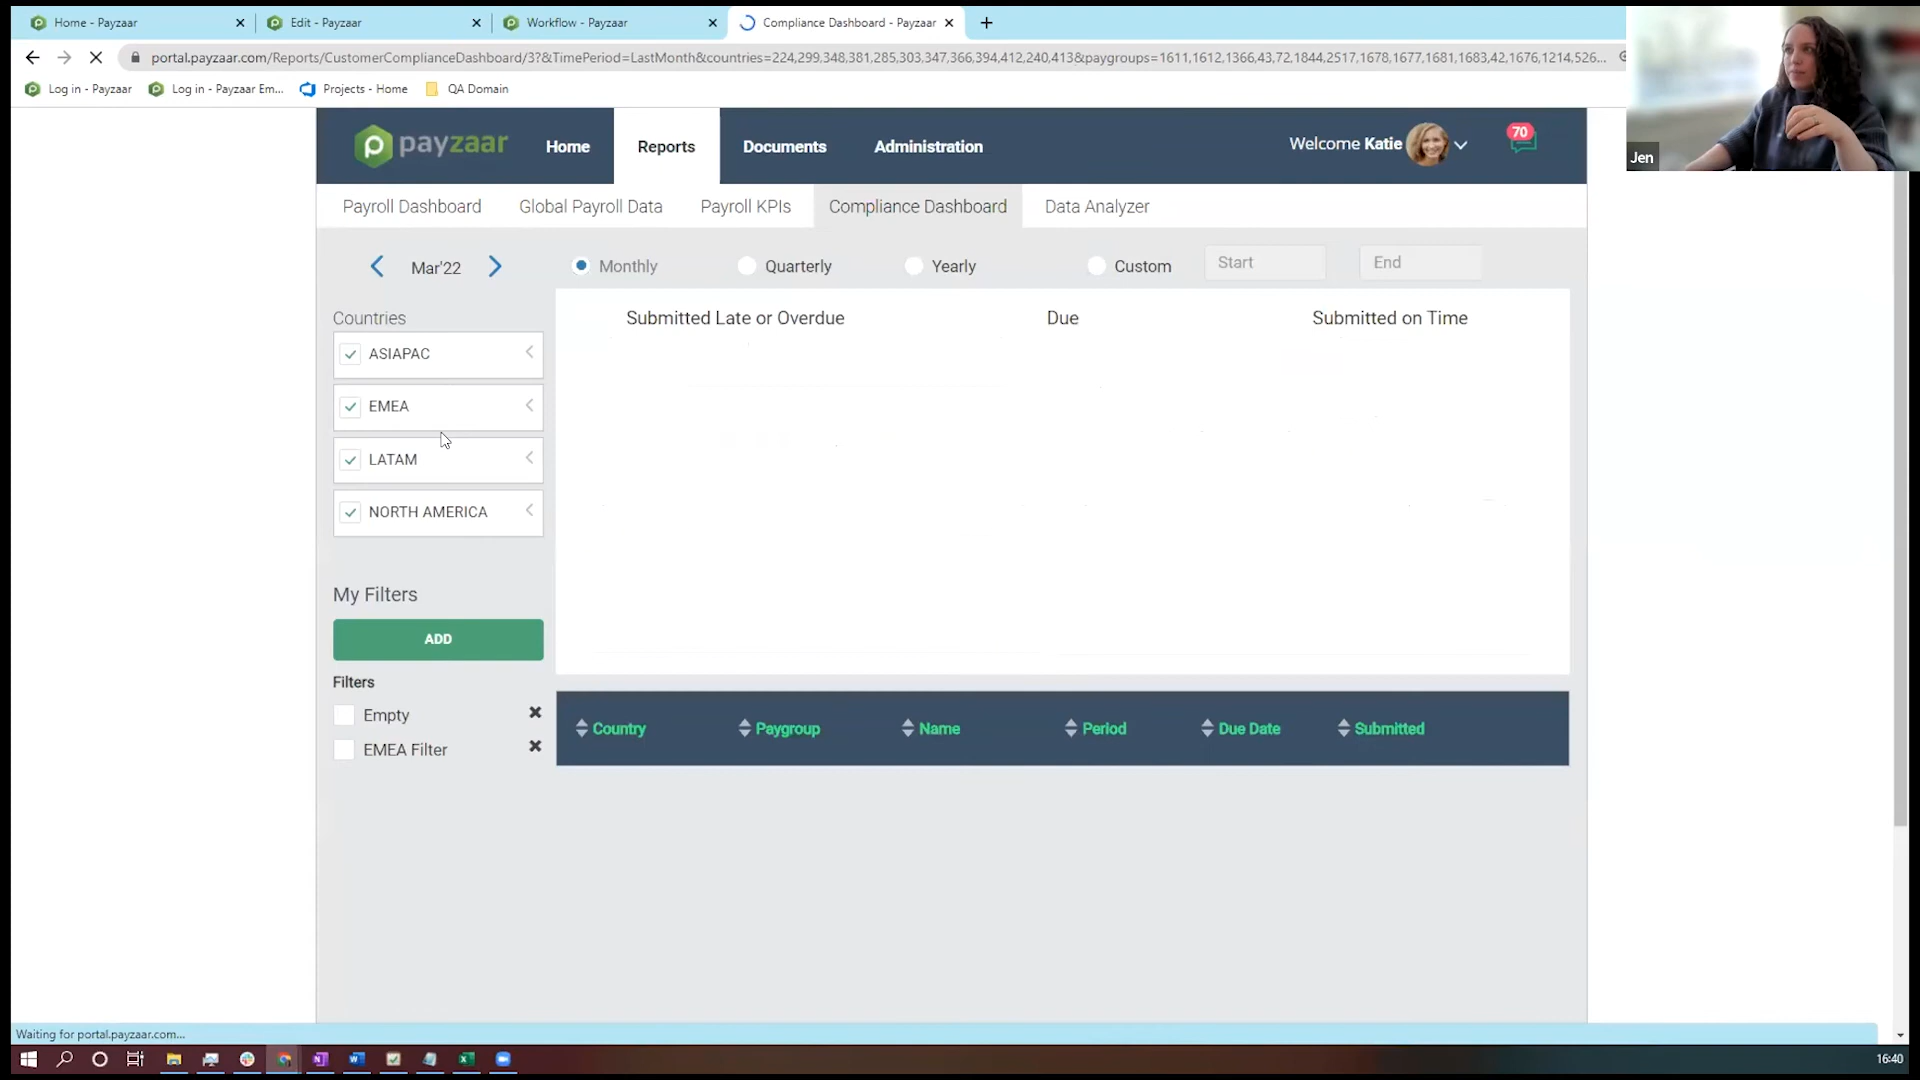 Home - Payzaar
Edit - Payzaar
Workflow - Payzaar
Compliance Dashboard - Payzaar
portal.payzaar.com/Reports/CustomerComplianceDashboard/37&TimePeriod=LastMonth&countries=224,299,348,381,285,303,347,366,394,412,240,413&paygroups=1611,1612,1366,43,72,1844,2517,1678,1677,1681,1683,42,1676,1214,526...
Log in - Payzaar
Log in - Payzaar Em...
Projects - Home
QA Domain
Jen
payzaar
Home
Reports
Documents
Administration
Welcome Katie
70
Payroll Dashboard
Global Payroll Data
Payroll KPIs
Compliance Dashboard
Data Analyzer
Mar'22
Monthly
Quarterly
Yearly
Custom
Start
End
Countries
ASIAPAC
EMEA
LATAM
NORTH AMERICA
Submitted Late or Overdue
Due
Submitted on Time
My Filters
ADD
Filters
Empty
EMEA Filter
Country
Paygroup
Name
Period
Due Date
Submitted
Waiting for portal.payzaar.com...
16:40